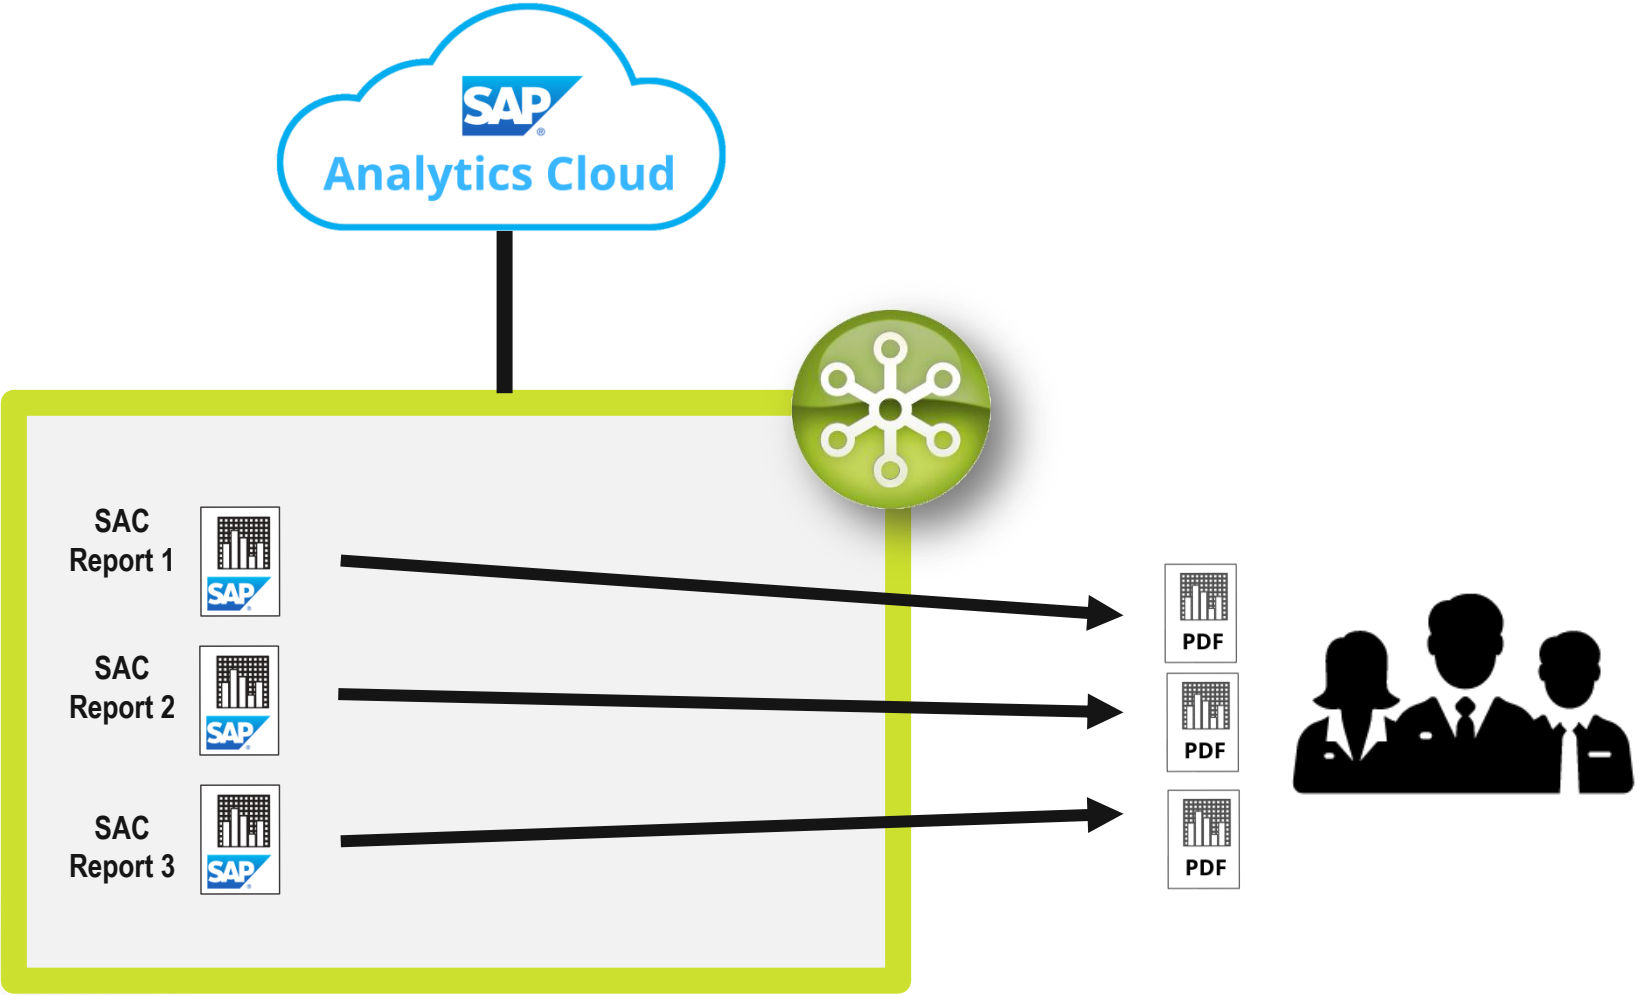 SAP
®
Analytics Cloud
SAC
Report 1
SAP
®
SAC
Report 2
SAP
®
SAC
Report 3
SAP
®
PDF
PDF
PDF